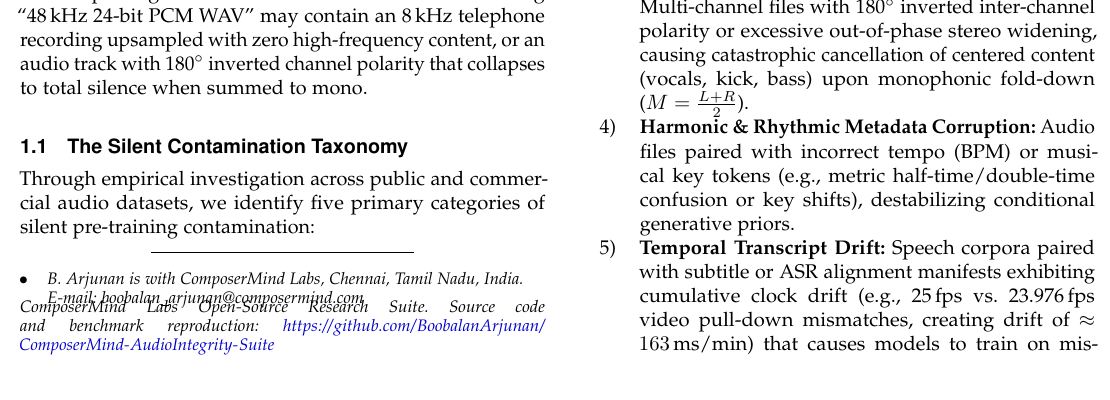 "48 kHz 24-bit PCM WAV" may contain an 8 kHz telephone
recording upsampled with zero high-frequency content, or an
audio track with 180° inverted channel polarity that collapses
to total silence when summed to mono.
1.1 The Silent Contamination Taxonomy
Through empirical investigation across public and commer-
cial audio datasets, we identify five primary categories of
silent pre-training contamination:
• B. Arjunan is with ComposerMind Labs, Chennai, Tamil Nadu, India.
E-mail: boobalan.arjunan@composermind.com
ComposerMind Labs Open-Source Research Suite. Source code
and benchmark reproduction: https://github.com/BoobalanArjunan/
ComposerMind-AudioIntegrity-Suite
Multi-channel files with 180° inverted inter-channel
polarity or excessive out-of-phase stereo widening,
causing catastrophic cancellation of centered content
(vocals, kick, bass) upon monophonic fold-down
(M = L+R/2).
4) Harmonic & Rhythmic Metadata Corruption: Audio
files paired with incorrect tempo (BPM) or musi-
cal key tokens (e.g., metric half-time/double-time
confusion or key shifts), destabilizing conditional
generative priors.
5) Temporal Transcript Drift: Speech corpora paired
with subtitle or ASR alignment manifests exhibiting
cumulative clock drift (e.g., 25 fps vs. 23.976 fps
video pull-down mismatches, creating drift of ≈
163 ms/min) that causes models to train on mis-